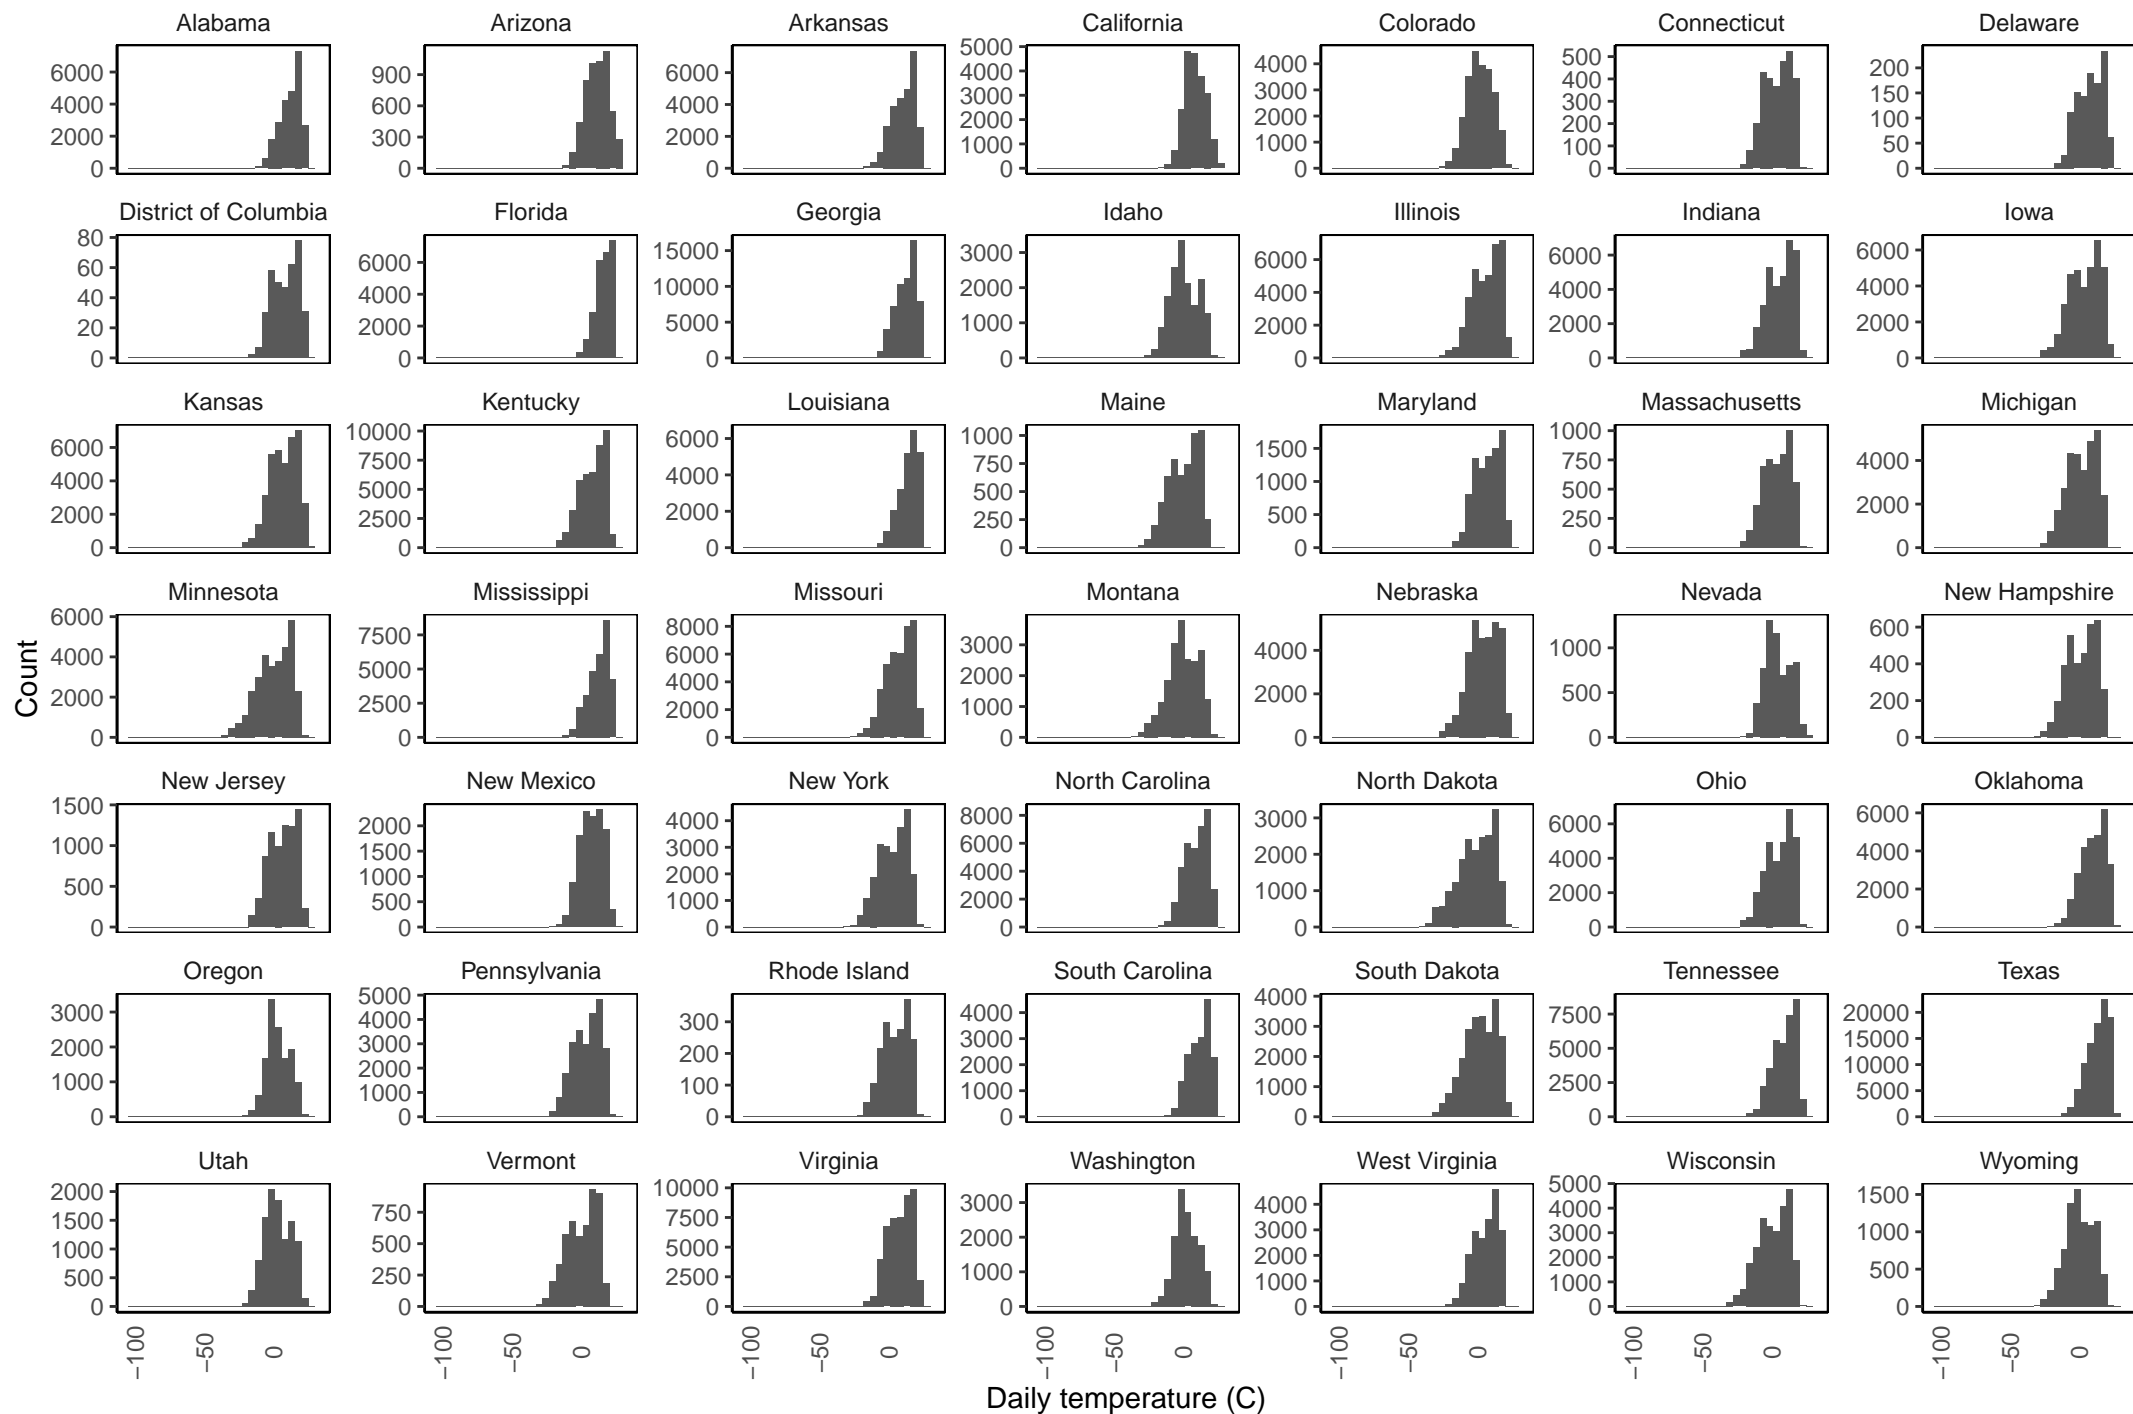 Alabama Arizona Arkansas California Colorado Connecticut Delaware
6000 4000 2000 0
900 600 300 0
6000 4000 2000 0
5000 4000 3000 2000 1000 0
4000 3000 2000 1000 0
500 400 300 200 100 0
200 150 100 50 0
District of Columbia Florida Georgia Idaho Illinois Indiana Iowa
80 60 40 20 0
6000 4000 2000 0
15000 10000 5000 0
3000 2000 1000 0
6000 4000 2000 0
6000 4000 2000 0
6000 4000 2000 0
Kansas Kentucky Louisiana Maine Maryland Massachusetts Michigan
6000 4000 2000 0
10000 7500 5000 2500 0
6000 4000 2000 0
1000 750 500 250 0
1500 1000 500 0
1000 750 500 250 0
4000 2000 0
Minnesota Mississippi Missouri Montana Nebraska Nevada New Hampshire
6000 4000 2000 0
7500 5000 2500 0
8000 6000 4000 2000 0
3000 2000 1000 0
4000 2000 0
1000 500 0
600 400 200 0
Count
New Jersey New Mexico New York North Carolina North Dakota Ohio Oklahoma
1500 1000 500 0
2000 1500 1000 500 0
4000 3000 2000 1000 0
8000 6000 4000 2000 0
3000 2000 1000 0
6000 4000 2000 0
6000 4000 2000 0
Oregon Pennsylvania Rhode Island South Carolina South Dakota Tennessee Texas
3000 2000 1000 0
5000 4000 3000 2000 1000 0
300 200 100 0
4000 3000 2000 1000 0
4000 3000 2000 1000 0
7500 5000 2500 0
20000 15000 10000 5000 0
Utah Vermont Virginia Washington West Virginia Wisconsin Wyoming
2000 1500 1000 500 0
750 500 250 0
10000 7500 5000 2500 0
3000 2000 1000 0
4000 3000 2000 1000 0
5000 4000 3000 2000 1000 0
1500 1000 500 0
−100 −50 0 −100 −50 0 −100 −50 0 −100 −50 0 −100 −50 0 −100 −50 0 −100 −50 0
Daily temperature (C)